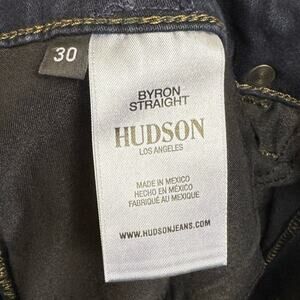 30
BYRON
STRAIGHT
HUDSON
LOS ANGELES
MADE IN MEXICO
HECHO EN MÉXICO
FABRIQUÉ AU MEXIQUE
WWW.HUDSONJEANS.COM